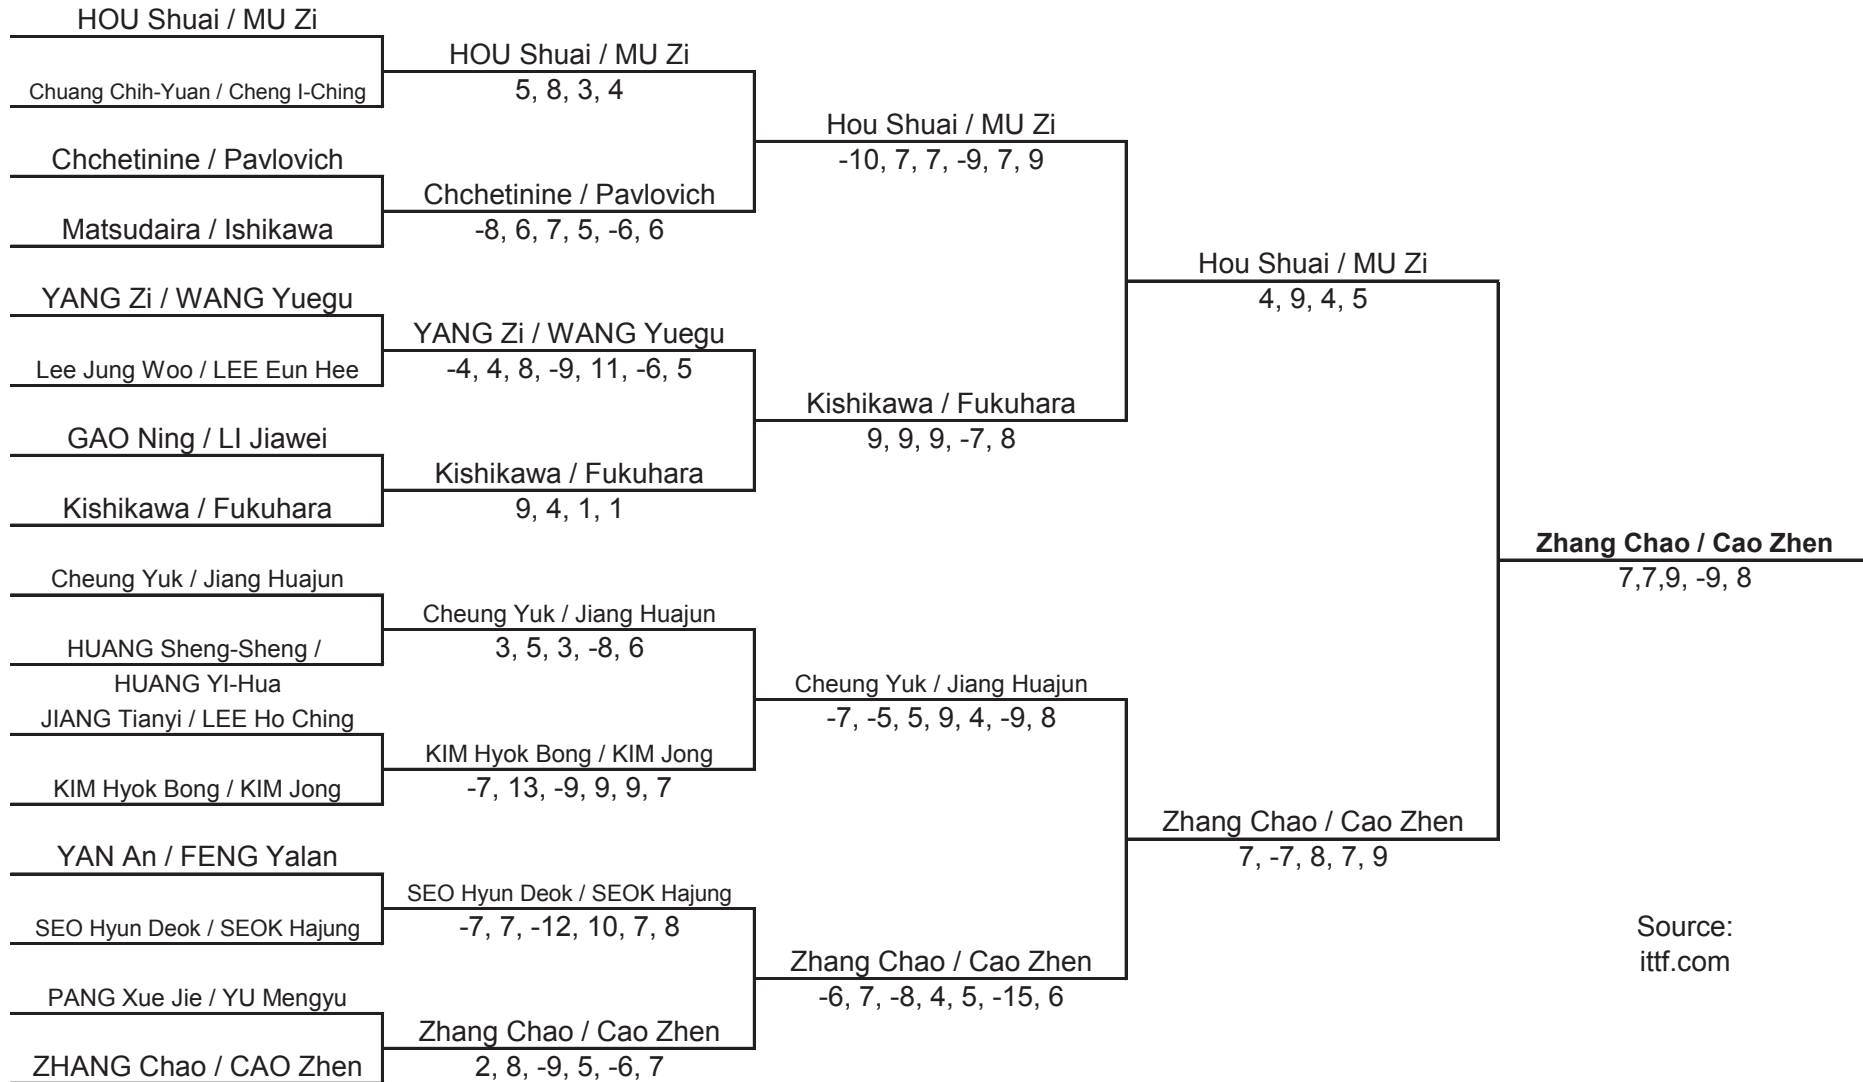 HOU Shuai / MU Zi
Chuang Chih-Yuan / Cheng I-Ching
Chchetinine / Pavlovich
Matsudaira / Ishikawa
YANG Zi / WANG Yuegu
Lee Jung Woo / LEE Eun Hee
GAO Ning / LI Jiawei
Kishikawa / Fukuhara
Cheung Yuk / Jiang Huajun
HUANG Sheng-Sheng /
HUANG YI-Hua
JIANG Tianyi / LEE Ho Ching
KIM Hyok Bong / KIM Jong
YAN An / FENG Yalan
SEO Hyun Deok / SEOK Hajung
PANG Xue Jie / YU Mengyu
ZHANG Chao / CAO Zhen
HOU Shuai / MU Zi
5, 8, 3, 4
Chchetinine / Pavlovich
-8, 6, 7, 5, -6, 6
YANG Zi / WANG Yuegu
-4, 4, 8, -9, 11, -6, 5
Kishikawa / Fukuhara
9, 4, 1, 1
Cheung Yuk / Jiang Huajun
3, 5, 3, -8, 6
KIM Hyok Bong / KIM Jong
-7, 13, -9, 9, 9, 7
SEO Hyun Deok / SEOK Hajung
-7, 7, -12, 10, 7, 8
Zhang Chao / Cao Zhen
2, 8, -9, 5, -6, 7
Hou Shuai / MU Zi
-10, 7, 7, -9, 7, 9
Kishikawa / Fukuhara
9, 9, 9, -7, 8
Cheung Yuk / Jiang Huajun
-7, -5, 5, 9, 4, -9, 8
Zhang Chao / Cao Zhen
-6, 7, -8, 4, 5, -15, 6
Hou Shuai / MU Zi
4, 9, 4, 5
Zhang Chao / Cao Zhen
7, -7, 8, 7, 9
Zhang Chao / Cao Zhen
7,7,9, -9, 8
Source:
ittf.com